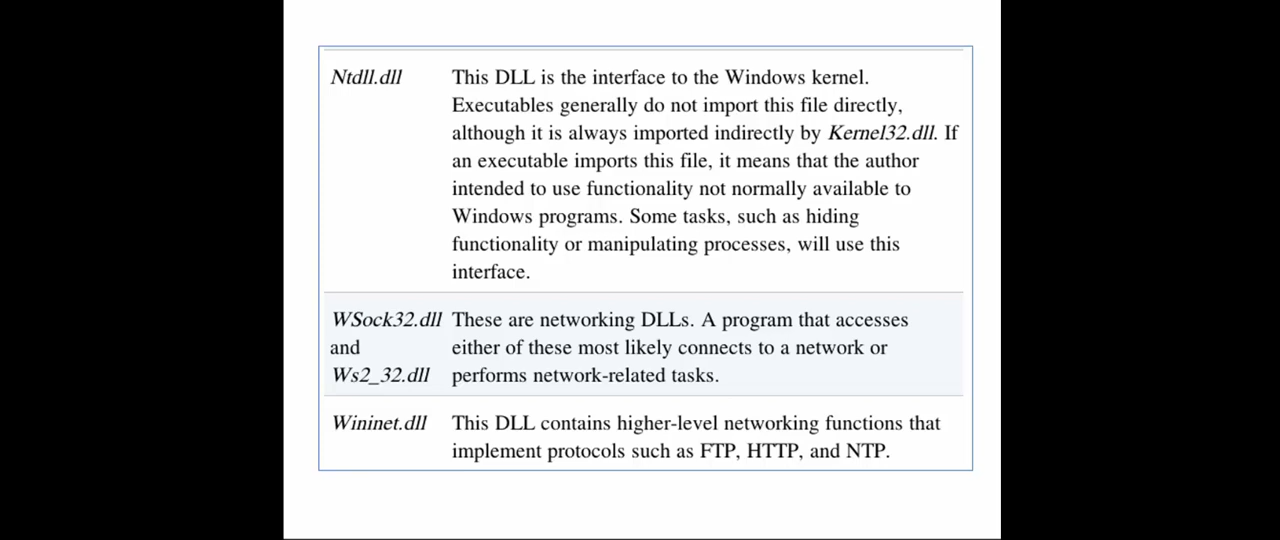 Ntdll.dll This DLL is the interface to the Windows kernel.
Executables generally do not import this file directly,
although it is always imported indirectly by Kernel32.dll. If
an executable imports this file, it means that the author
intended to use functionality not normally available to
Windows programs. Some tasks, such as hiding
functionality or manipulating processes, will use this
interface.
WSock32.dll These are networking DLLs. A program that accesses
and either of these most likely connects to a network or
Ws2_32.dll performs network-related tasks.
Wininet.dll This DLL contains higher-level networking functions that
implement protocols such as FTP, HTTP, and NTP.